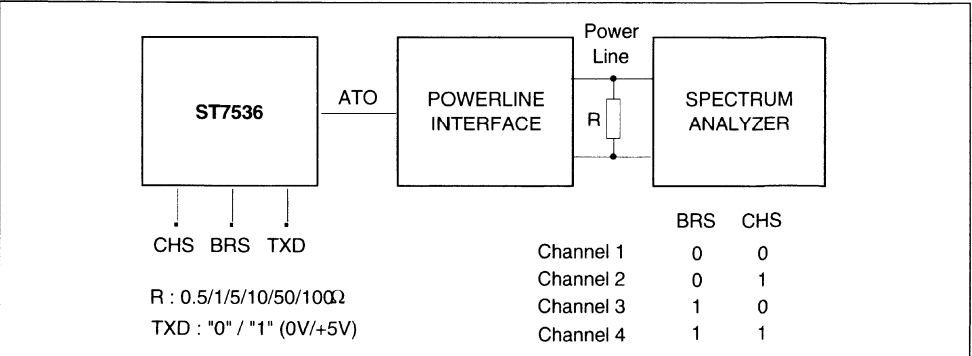 Power
Line
ST7536
ATO
POWERLINE
INTERFACE
R
SPECTRUM
ANALYZER
CHS BRS TXD
R : 0.5/1/5/10/50/100Ω
TXD : "0" / "1" (0V/+5V)
BRS CHS
Channel 1 0 0
Channel 2 0 1
Channel 3 1 0
Channel 4 1 1